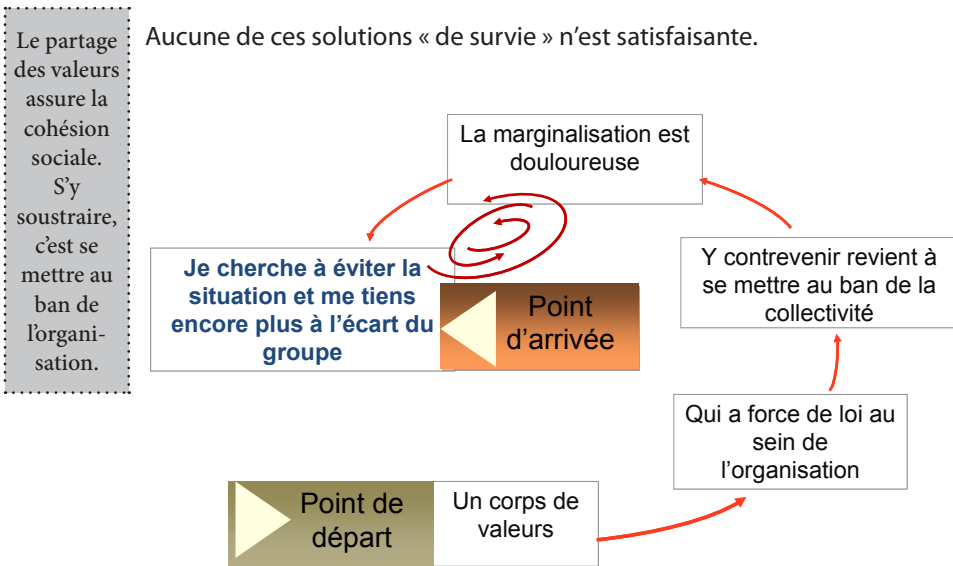 Le partage
des valeurs
assure la
cohésion
sociale.
S'y
soustraire,
c'est se
mettre au
ban de
l'organi-
sation.
Aucune de ces solutions « de survie » n'est satisfaisante.
La marginalisation est
douloureuse
Je cherche à éviter la
situation et me tiens
encore plus à l'écart du
groupe
Point
d'arrivée
Y contrevenir revient à
se mettre au ban de la
collectivité
Qui a force de loi au
sein de
l'organisation
Point de
départ
Un corps de
valeurs